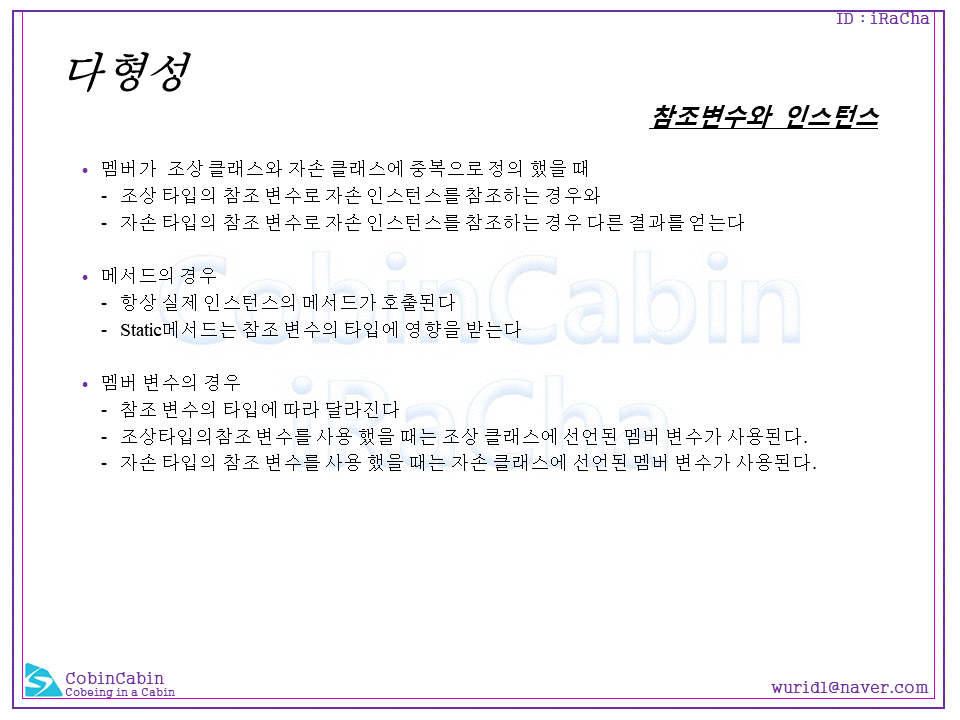 ID : iRaCha
다형성
참조변수와 인스턴스
• 멤버가 조상 클래스와 자손 클래스에 중복으로 정의 했을 때
- 조상 타입의 참조 변수로 자손 인스턴스를 참조하는 경우와
- 자손 타입의 참조 변수로 자손 인스턴스를 참조하는 경우 다른 결과를 얻는다
• 메서드의 경우
- 항상 실제 인스턴스의 메서드가 호출된다
- Static메서드는 참조 변수의 타입에 영향을 받는다
• 멤버 변수의 경우
- 참조 변수의 타입에 따라 달라진다
- 조상타입의참조 변수를 사용 했을 때는 조상 클래스에 선언된 멤버 변수가 사용된다.
- 자손 타입의 참조 변수를 사용 했을 때는 자손 클래스에 선언된 멤버 변수가 사용된다.
CobinCabin
iRaCha
CobinCabin
Cobeing in a Cabin
wurid1@naver.com